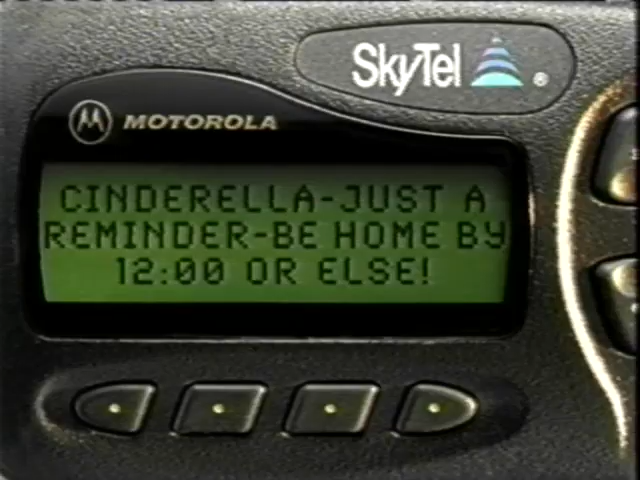 SkyTel ®
MOTOROLA
CINDERELLA-JUST A
REMINDER-BE HOME BY
12:00 OR ELSE!